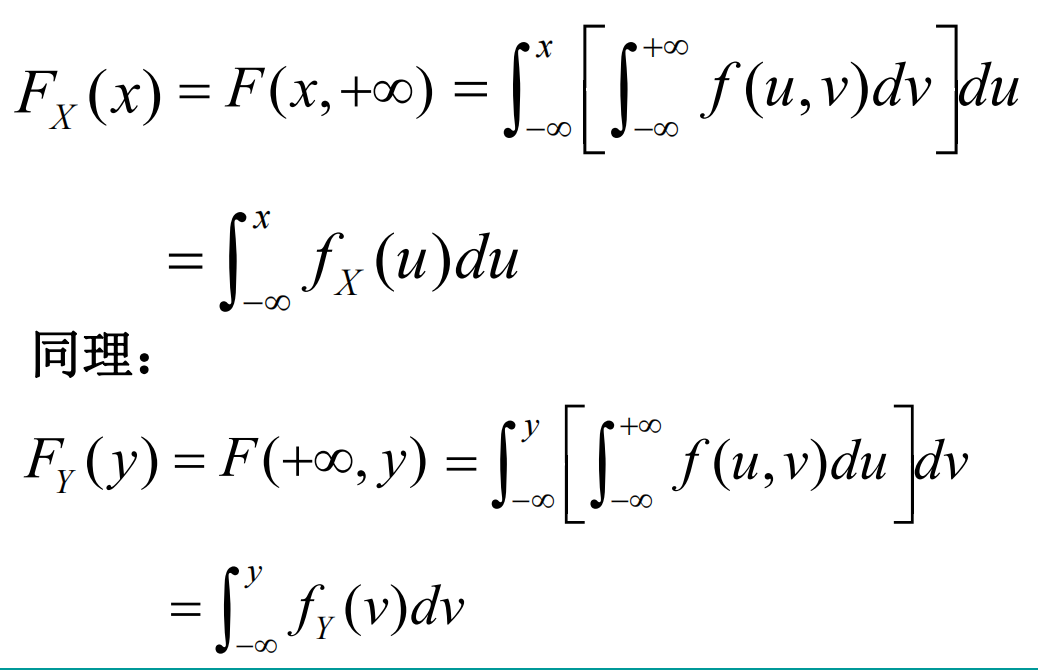 F_X(x) = F(x,+∞) = ∫_{-∞}^{x} [∫_{-∞}^{+∞} f(u,v)dv]du
= ∫_{-∞}^{x} f_X(u)du
同理：
F_Y(y) = F(+∞,y) = ∫_{-∞}^{y} [∫_{-∞}^{+∞} f(u,v)du]dv
= ∫_{-∞}^{y} f_Y(v)dv